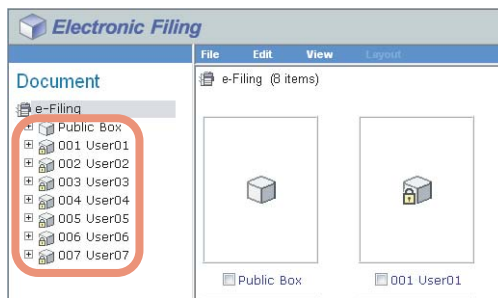 Electronic Filing
File Edit View Layout
Document
e-Filing (8 items)
e-Filing
Public Box
001 User01
002 User02
003 User03
004 User04
005 User05
006 User06
007 User07
Public Box
001 User01